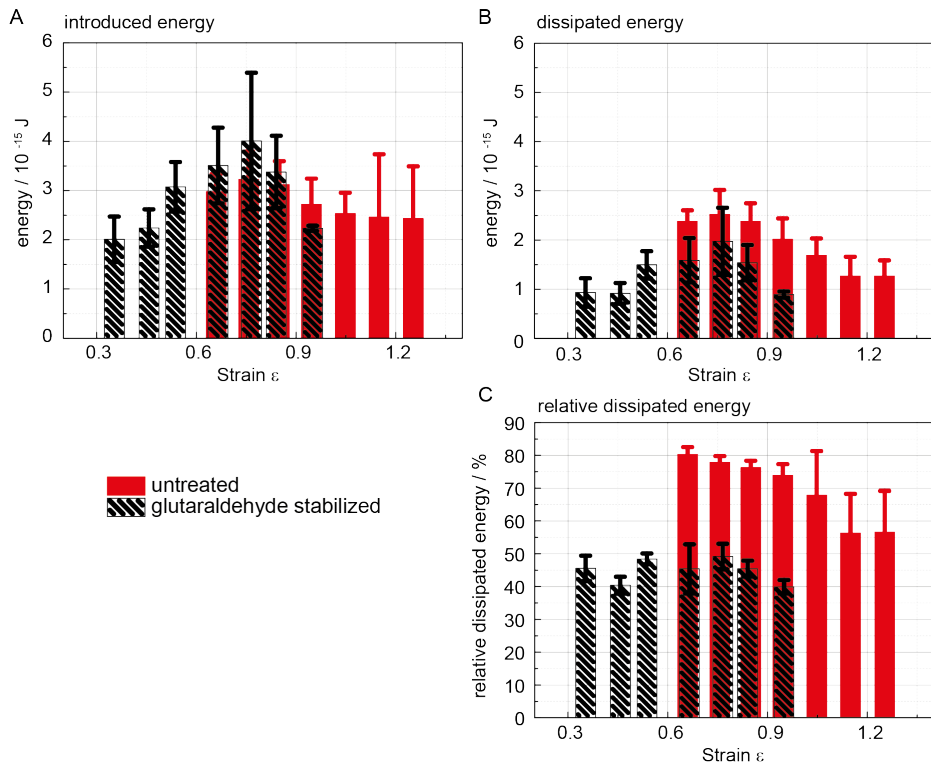 A
introduced energy
6
5
4
3
2
1
0
energy / 10 -15 J
0.3
0.6
0.9
1.2
Strain ε
B
dissipated energy
6
5
4
3
2
1
0
energy / 10 -15 J
0.3
0.6
0.9
1.2
Strain ε
C
relative dissipated energy
90
80
70
60
50
40
30
20
10
0
relative dissipated energy / %
0.3
0.6
0.9
1.2
Strain ε
untreated
glutaraldehyde stabilized